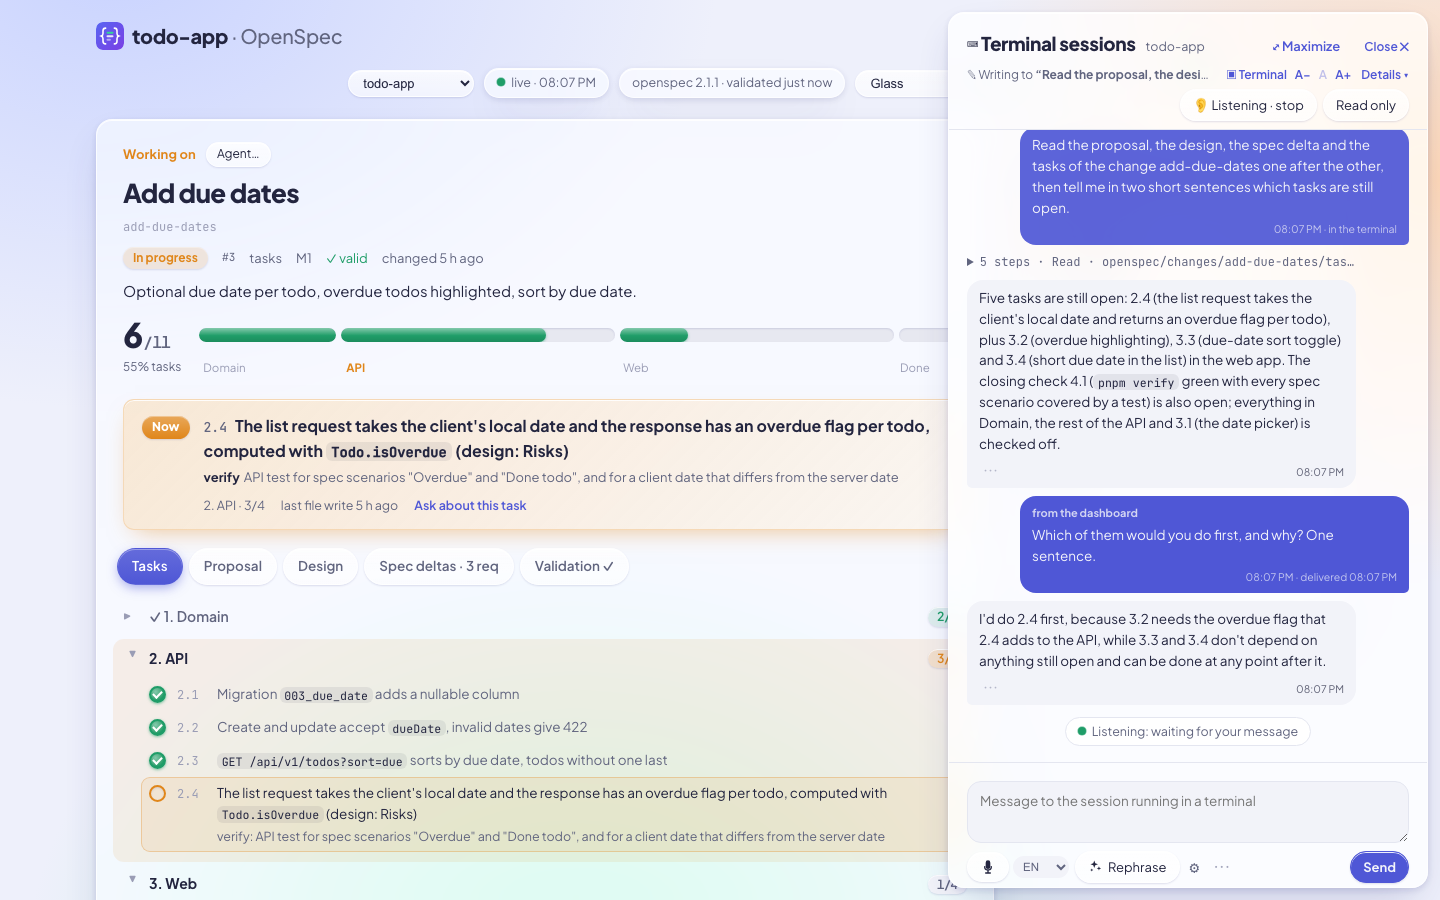 todo-app · OpenSpec
todo-app
live · 08:07 PM
openspec 2.1.1 · validated just now
Glass
Working on
Agent…
Add due dates
add-due-dates
In progress
#3
tasks
M1
✓ valid
changed 5 h ago
Optional due date per todo, overdue todos highlighted, sort by due date.
6/11
55% tasks
Domain
API
Web
Done
Now
2.4 The list request takes the client's local date and the response has an overdue flag per todo,
computed with Todo.isOverdue (design: Risks)
verify API test for spec scenarios "Overdue" and "Done todo", and for a client date that differs from the server date
2. API · 3/4
last file write 5 h ago
Ask about this task
Tasks
Proposal
Design
Spec deltas · 3 req
Validation ✓
✓ 1. Domain
2/
2. API
3/
2.1 Migration 003_due_date adds a nullable column
2.2 Create and update accept dueDate, invalid dates give 422
2.3 GET /api/v1/todos?sort=due sorts by due date, todos without one last
2.4 The list request takes the client's local date and the response has an overdue flag per todo, computed with
Todo.isOverdue (design: Risks)
verify: API test for spec scenarios "Overdue" and "Done todo", and for a client date that differs from the server date
3. Web
1/4
Terminal sessions
todo-app
Maximize
Close ✕
Writing to “Read the proposal, the desi…
Terminal
A−
A
A+
Details
Listening · stop
Read only
Read the proposal, the design, the spec delta and the
tasks of the change add-due-dates one after the other,
then tell me in two short sentences which tasks are still
open.
08:07 PM · in the terminal
5 steps · Read · openspec/changes/add-due-dates/tas…
Five tasks are still open: 2.4 (the list request takes the
client's local date and returns an overdue flag per todo),
plus 3.2 (overdue highlighting), 3.3 (due-date sort toggle)
and 3.4 (short due date in the list) in the web app. The
closing check 4.1 (pnpm verify green with every spec
scenario covered by a test) is also open; everything in
Domain, the rest of the API and 3.1 (the date picker) is
checked off.
···
08:07 PM
from the dashboard
Which of them would you do first, and why? One
sentence.
08:07 PM · delivered 08:07 PM
I'd do 2.4 first, because 3.2 needs the overdue flag that
2.4 adds to the API, while 3.3 and 3.4 don't depend on
anything still open and can be done at any point after it.
···
08:07 PM
Listening: waiting for your message
Message to the session running in a terminal
EN
Rephrase
···
Send